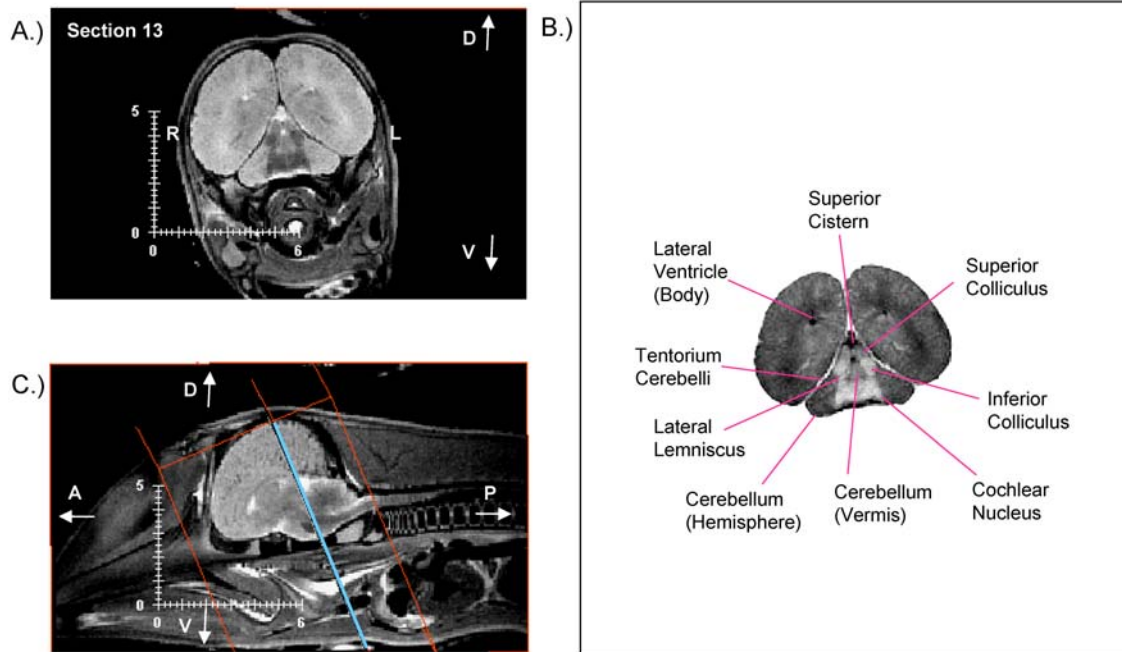 A.)
Section 13
D
5
R
L
0
0
6
V
C.)
D
A
5
P
0
0
6
V
B.)
Superior
Cistern
Lateral
Ventricle
(Body)
Superior
Colliculus
Tentorium
Cerebelli
Inferior
Colliculus
Lateral
Lemniscus
Cerebellum
(Hemisphere)
Cerebellum
(Vermis)
Cochlear
Nucleus